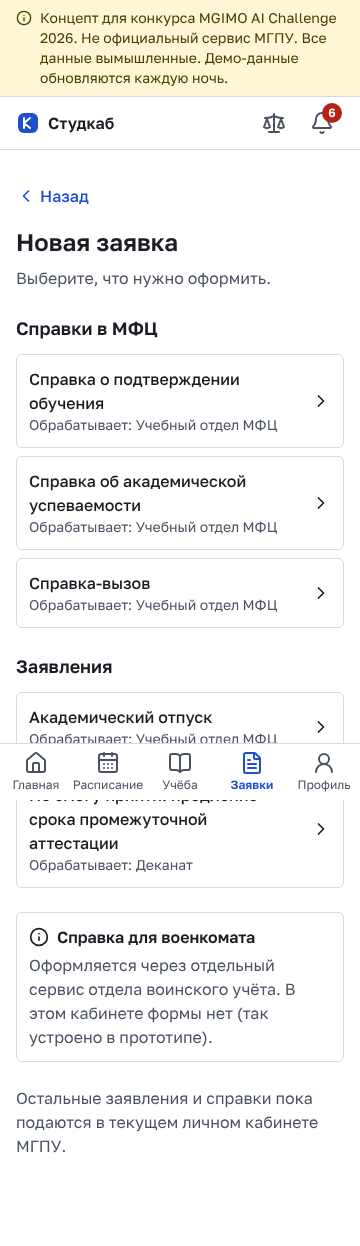 Концепт для конкурса MGIMO AI Challenge
2026. Не официальный сервис МГПУ. Все
данные вымышленные. Демо-данные
обновляются каждую ночь.
Студкаб
6
Назад
Новая заявка
Выберите, что нужно оформить.
Справки в МФЦ
Справка о подтверждении
обучения
Обрабатывает: Учебный отдел МФЦ
Справка об академической
успеваемости
Обрабатывает: Учебный отдел МФЦ
Справка-вызов
Обрабатывает: Учебный отдел МФЦ
Заявления
Академический отпуск
Обрабатывает: Учебный отдел МФЦ
Главная Расписание Учёба Заявки Профиль
срока промежуточной
аттестации
Обрабатывает: Деканат
Справка для военкомата
Оформляется через отдельный
сервис отдела воинского учёта. В
этом кабинете формы нет (так
устроено в прототипе).
Остальные заявления и справки пока
подаются в текущем личном кабинете
МГПУ.